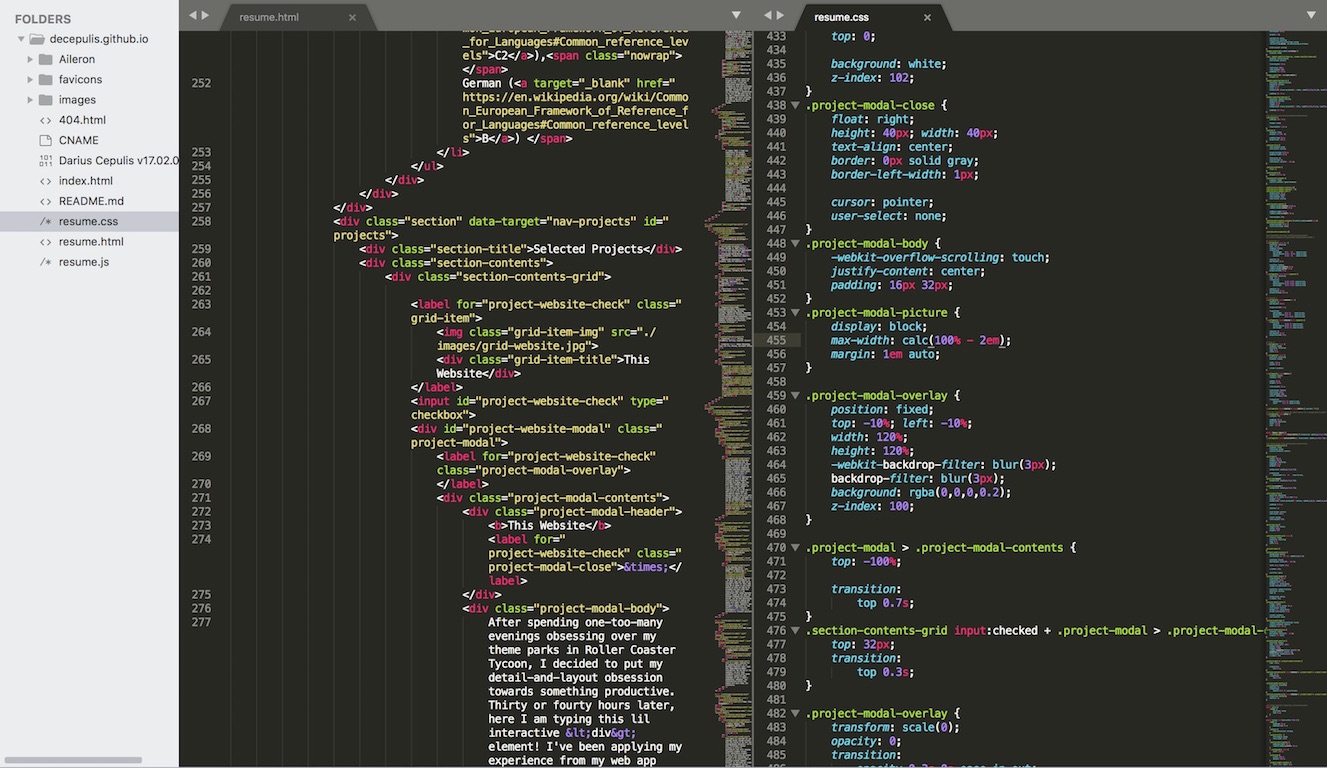 FOLDERS
decepulis.github.io
Aileron
favicons
images
404.html
CNAME
Darius Cepulis v17.02.0
index.html
README.md
resume.css
resume.html
resume.js
resume.html
_for_Languages#Common_reference_lev
els">C2</a>),<span class="nowrap">
</span>
252 German (<a target="_blank" href="
https://en.wikipedia.org/wiki/Commo
n_European_Framework_of_Reference_f
or_Languages#Common_reference_level
s">B</a>) </span>
253 </li>
254 </ul>
255 </div>
256 </div>
257 </div>
258 <div class="section" data-target="nav-projects" id="
projects">
259 <div class="section-title">Selected Projects</div>
260 <div class="section-contents">
261 <div class="section-contents-grid">
262
263 <label for="project-website-check" class="
grid-item">
264 <img class="grid-item-img" src="./
images/grid-website.jpg">
265 <div class="grid-item-title">This
Website</div>
266 </label>
267 <input id="project-website-check" type="
checkbox">
268 <div id="project-website-modal" class="
project-modal">
269 <label for="project-website-check"
class="project-modal-overlay">
270 </label>
271 <div class="project-modal-contents">
272 <div class="project-modal-header">
273 <b>This Website</b>
274 <label for="
project-website-check" class="
project-modal-close">&times;</
label>
275 </div>
276 <div class="project-modal-body">
277 After spending one-too-many
evenings obsessing over my
theme parks in Roller Coaster
Tycoon, I decided to put my
detail-and-layout obsession
towards something productive.
Thirty or fourty hours later,
here I am typing this lil
interactive &lt;div&gt;
element! I've been applying my
experience from my web app
resume.css
433 top: 0;
434
435 background: white;
436 z-index: 102;
437 }
438 .project-modal-close {
439 float: right;
440 height: 40px; width: 40px;
441 text-align: center;
442 border: 0px solid gray;
443 border-left-width: 1px;
444
445 cursor: pointer;
446 user-select: none;
447 }
448 .project-modal-body {
449 -webkit-overflow-scrolling: touch;
450 justify-content: center;
451 padding: 16px 32px;
452 }
453 .project-modal-picture {
454 display: block;
455 max-width: calc(100% - 2em);
456 margin: 1em auto;
457 }
458
459 .project-modal-overlay {
460 position: fixed;
461 top: -10%; left: -10%;
462 width: 120%;
463 height: 120%;
464 -webkit-backdrop-filter: blur(3px);
465 backdrop-filter: blur(3px);
466 background: rgba(0,0,0,0.2);
467 z-index: 100;
468 }
469
470 .project-modal > .project-modal-contents {
471 top: -100%;
472
473 transition:
474 top 0.7s;
475 }
476 .section-contents-grid input:checked + .project-modal > .project-modal-
477 top: 32px;
478 transition:
479 top 0.3s;
480 }
481
482 .project-modal-overlay {
483 transform: scale(0);
484 opacity: 0;
485 transition: